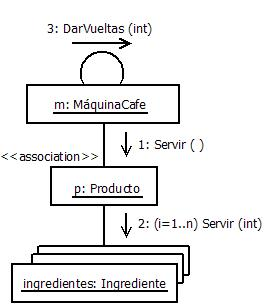 3: DarVueltas (int)
m: MáquinaCafe
1: Servir ( )
<<association>>
p: Producto
2: (i=1..n) Servir (int)
ingredientes: Ingrediente